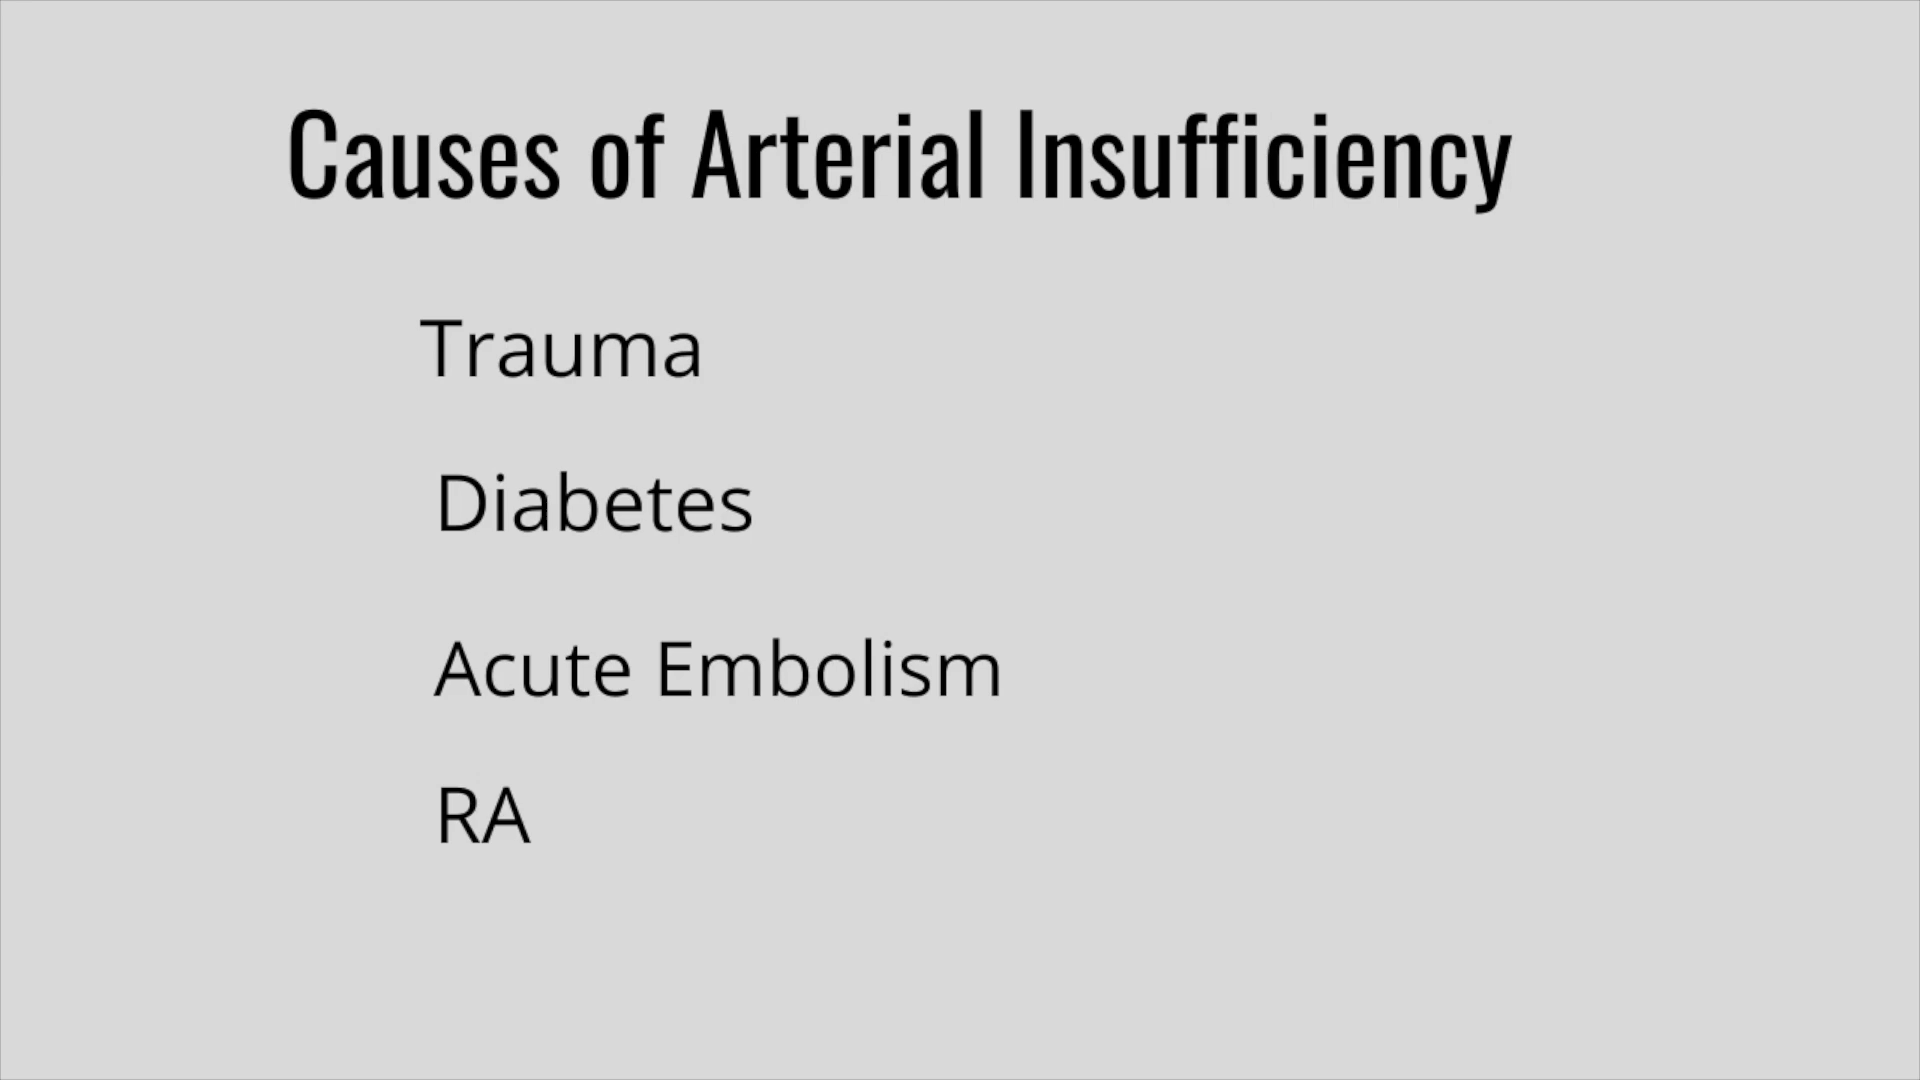 Causes of Arterial Insufficiency
Trauma
Diabetes
Acute Embolism
RA